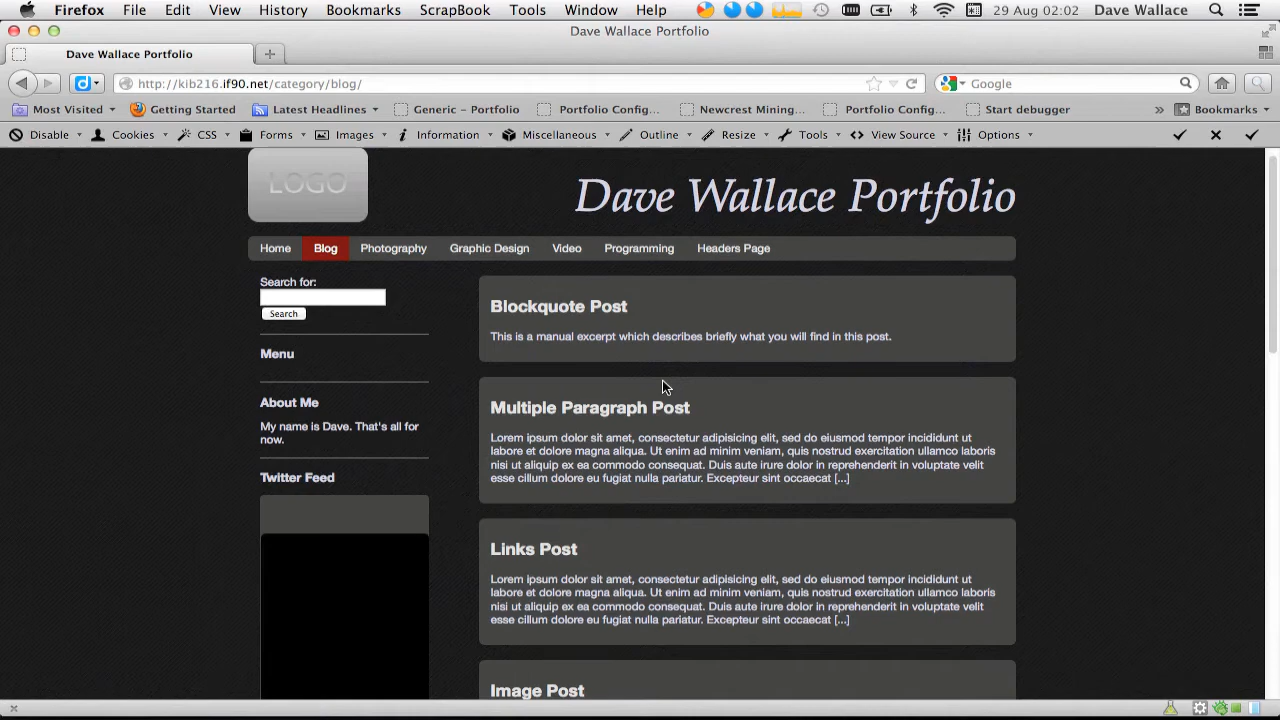 Firefox File Edit View History Bookmarks ScrapBook Tools Window Help 29 Aug 02:02 Dave Wallace
Dave Wallace Portfolio
Dave Wallace Portfolio
http://kib216.if90.net/category/blog/ Google
Most Visited Getting Started Latest Headlines Generic – Portfolio Portfolio Config... Newcrest Mining... Portfolio Config... Start debugger » Bookmarks
Disable Cookies CSS Forms Images Information Miscellaneous Outline Resize Tools View Source Options
LOGO
Dave Wallace Portfolio
Home Blog Photography Graphic Design Video Programming Headers Page
Search for:
Search
Menu
About Me
My name is Dave. That's all for
now.
Twitter Feed
Blockquote Post
This is a manual excerpt which describes briefly what you will find in this post.
Multiple Paragraph Post
Lorem ipsum dolor sit amet, consectetur adipisicing elit, sed do eiusmod tempor incididunt ut
labore et dolore magna aliqua. Ut enim ad minim veniam, quis nostrud exercitation ullamco laboris
nisi ut aliquip ex ea commodo consequat. Duis aute irure dolor in reprehenderit in voluptate velit
esse cillum dolore eu fugiat nulla pariatur. Excepteur sint occaecat [...]
Links Post
Lorem ipsum dolor sit amet, consectetur adipisicing elit, sed do eiusmod tempor incididunt ut
labore et dolore magna aliqua. Ut enim ad minim veniam, quis nostrud exercitation ullamco laboris
nisi ut aliquip ex ea commodo consequat. Duis aute irure dolor in reprehenderit in voluptate velit
esse cillum dolore eu fugiat nulla pariatur. Excepteur sint occaecat [...]
Image Post